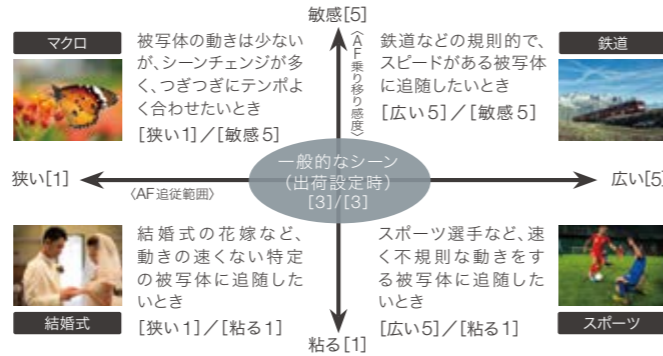 敏感[5]
マクロ
被写体の動きは少ない
が、シーンチェンジが多
く、つぎつぎにテンポよ
く合わせたいとき
[狭い1]/[敏感5]
〈AF乗り移り感度〉
鉄道などの規則的で、
スピードがある被写体
に追随したいとき
[広い5]/[敏感5]
鉄道
狭い[1]
〈AF追従範囲〉
一般的なシーン
(出荷設定時)
[3]/[3]
広い[5]
結婚式の花嫁など、
動きの速くない特定
の被写体に追随した
いとき
[狭い1]/[粘る1]
結婚式
スポーツ選手など、速
く不規則な動きをす
る被写体に追随した
いとき
[広い5]/[粘る1]
スポーツ
粘る[1]